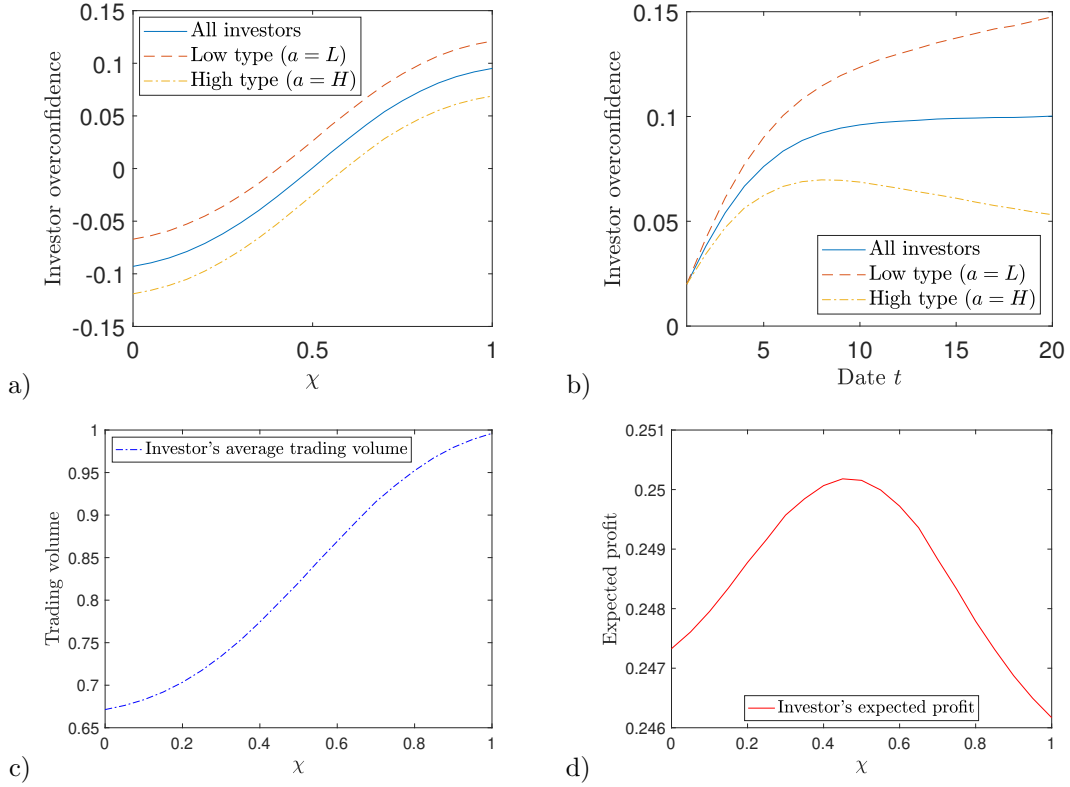 0.15
0.10
0.05
0
-0.05
-0.1
-0.15
Investor overconfidence
All investors
Low type (a = L)
High type (a = H)
0
0.5
1
χ
a)
0.15
0.1
0.05
0
Investor overconfidence
All investors
Low type (a = L)
High type (a = H)
5
10
15
20
Date t
b)
1
0.95
0.9
0.85
0.8
0.75
0.7
0.65
Trading volume
Investor's average trading volume
0
0.2
0.4
0.6
0.8
1
χ
c)
0.251
0.25
0.249
0.248
0.247
0.246
Expected profit
Investor's expected profit
0
0.2
0.4
0.6
0.8
1
χ
d)